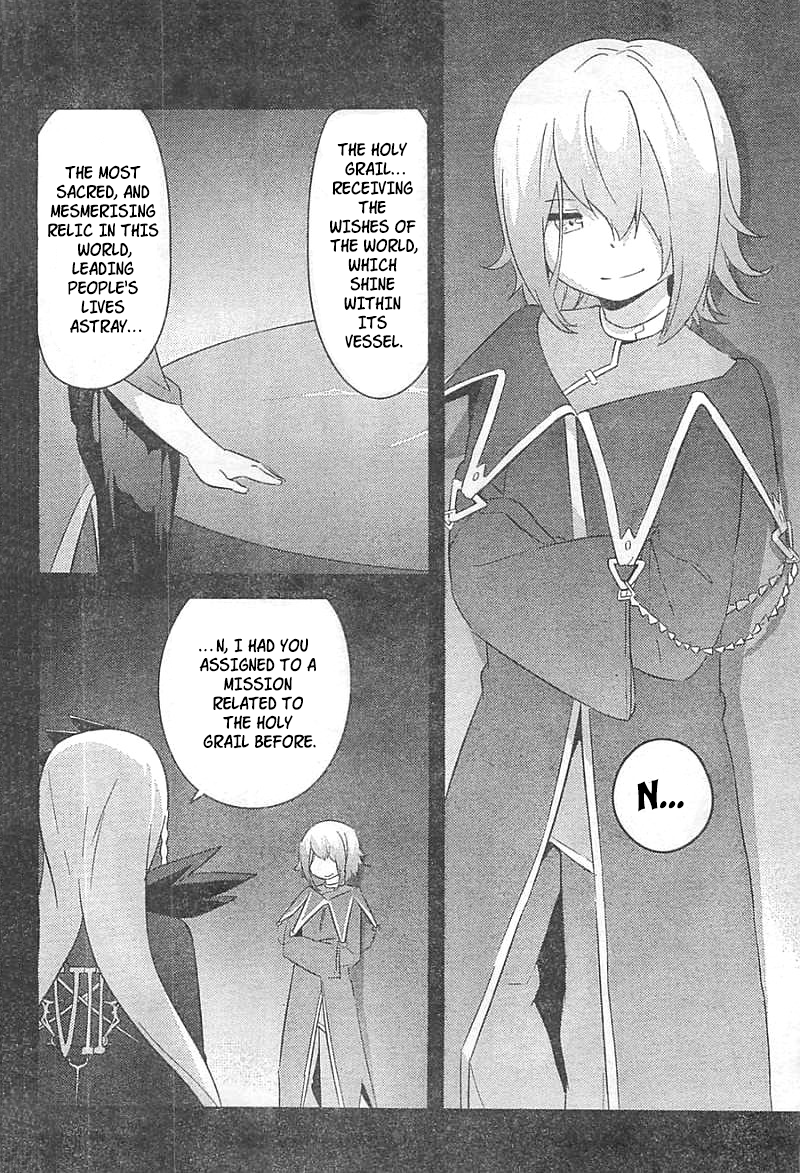 N...
THE HOLY
GRAIL...
RECEIVING
THE
WISHES OF
THE WORLD,
WHICH
SHINE
WITHIN
ITS
VESSEL.
THE MOST
SACRED, AND
MESMERISING
RELIC IN THIS
WORLD,
LEADING
PEOPLE'S
LIVES
ASTRAY...
...N, I HAD YOU
ASSIGNED TO A
MISSION
RELATED TO
THE HOLY
GRAIL BEFORE.
VII